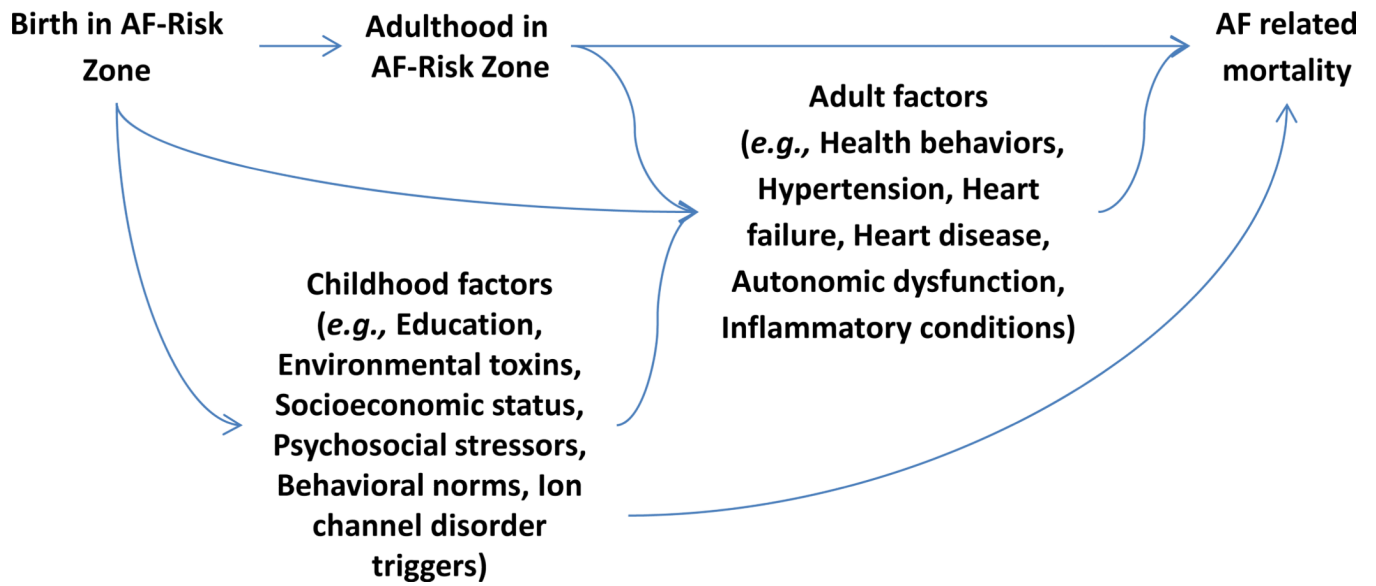 Birth in AF-Risk
Zone
Adulthood in
AF-Risk Zone
AF related
mortality
Adult factors
(e.g., Health behaviors,
Hypertension, Heart
failure, Heart disease,
Autonomic dysfunction,
Inflammatory conditions)
Childhood factors
(e.g., Education,
Environmental toxins,
Socioeconomic status,
Psychosocial stressors,
Behavioral norms, Ion
channel disorder
triggers)